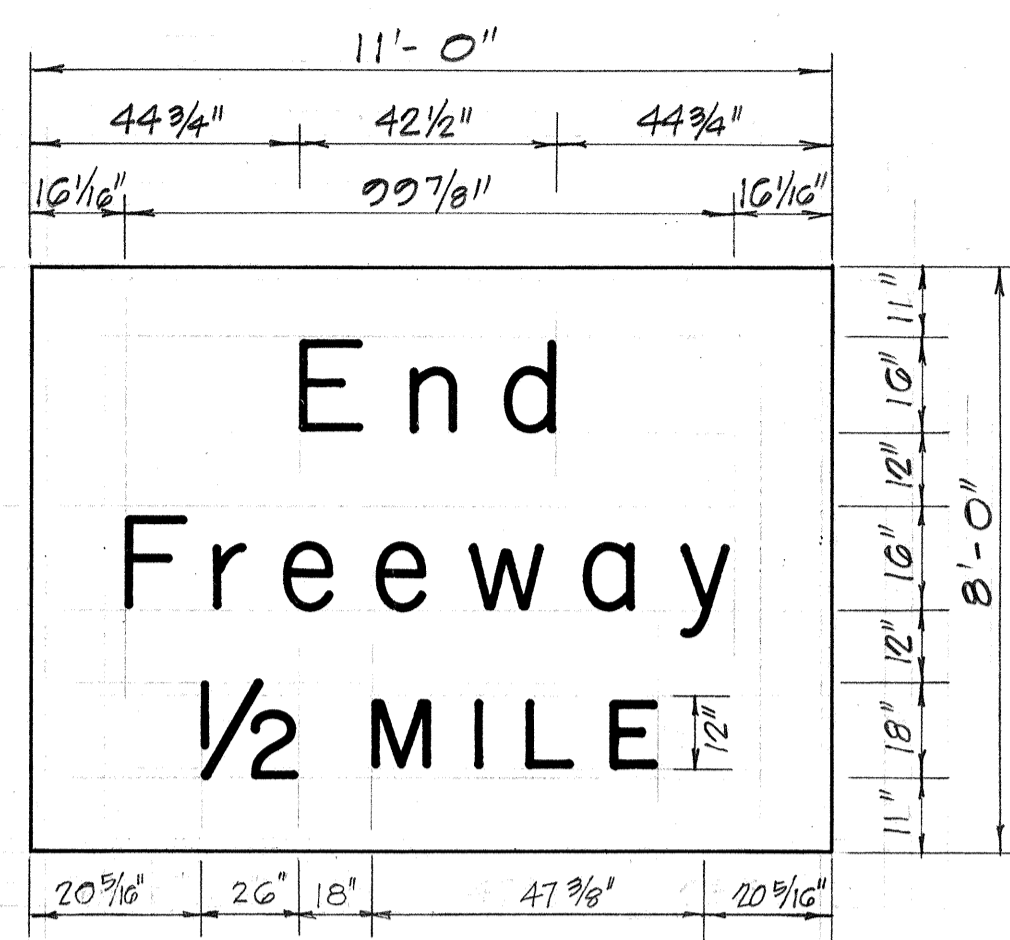 11'-0"
44 3/4" 42 1/2" 44 3/4"
16 1/16" 99 7/8" 16 1/16"
End
Freeway
1/2 MILE
12"
11"
16"
12"
16"
12"
18"
11"
8'-0"
20 5/16" 26" 18" 47 3/8" 20 5/16"